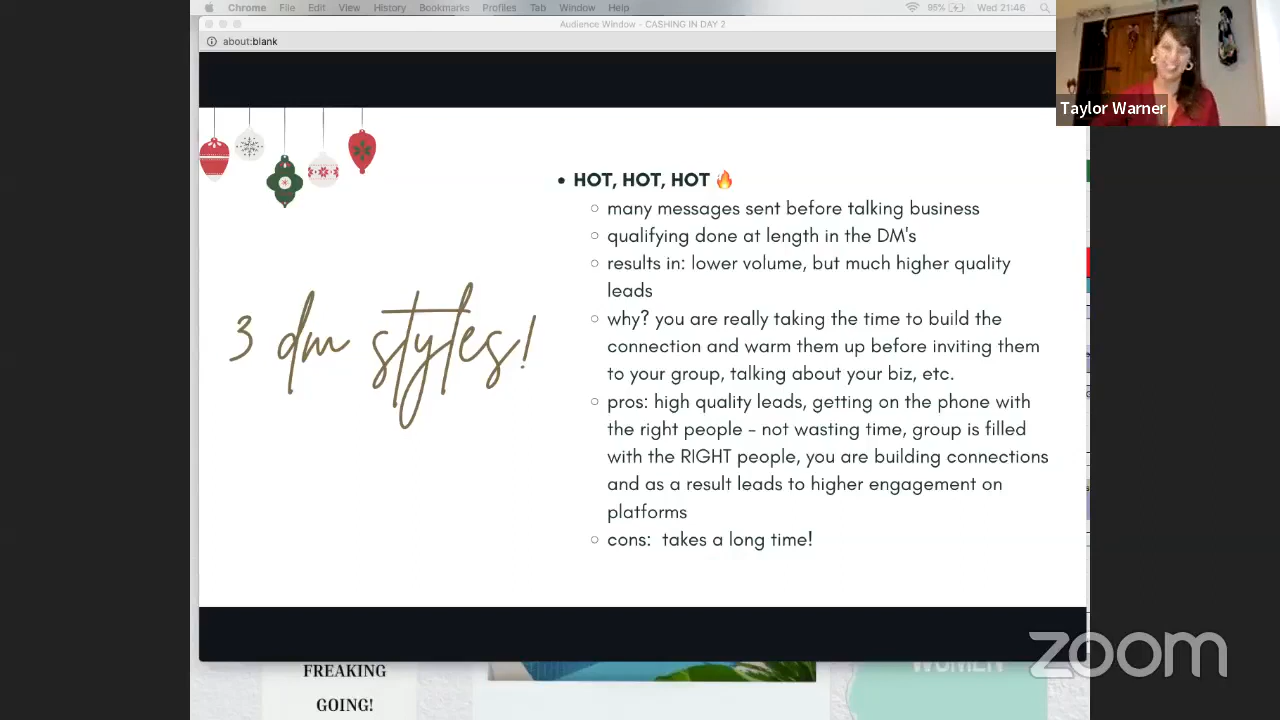 Chrome File Edit View History Bookmarks Profiles Tab Window Help 95% Wed 21:46
Audience Window - CASHING IN DAY 2
about:blank
Taylor Warner
3 dm styles!
• HOT, HOT, HOT 🔥
○ many messages sent before talking business
○ qualifying done at length in the DM's
○ results in: lower volume, but much higher quality
leads
○ why? you are really taking the time to build the
connection and warm them up before inviting them
to your group, talking about your biz, etc.
○ pros: high quality leads, getting on the phone with
the right people - not wasting time, group is filled
with the RIGHT people, you are building connections
and as a result leads to higher engagement on
platforms
○ cons: takes a long time!
FREAKING
GOING!
WOMEN
zoom